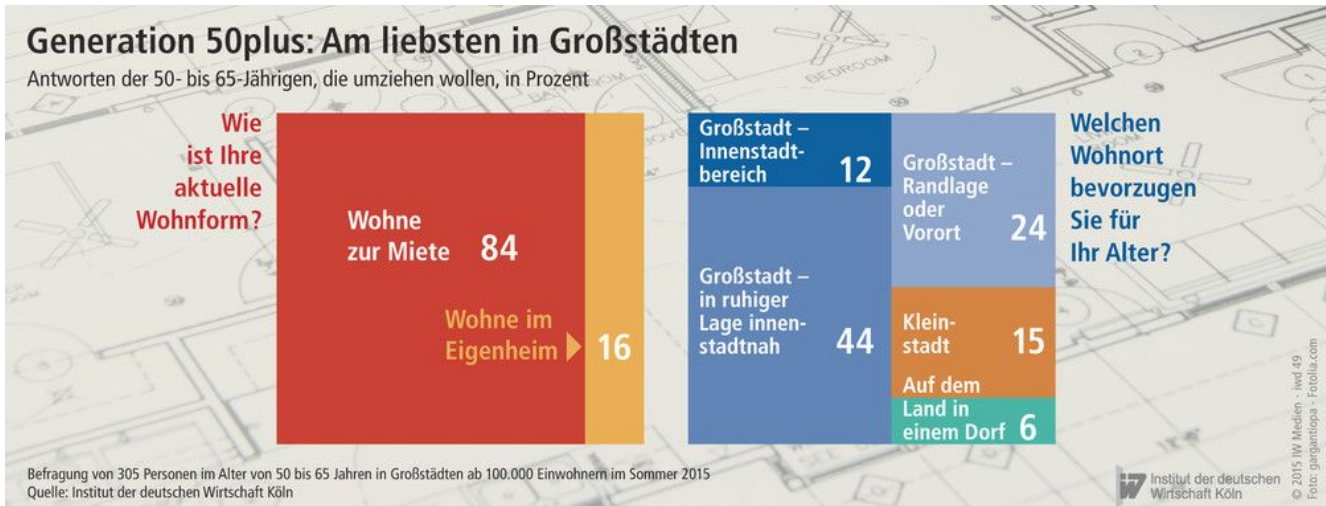 Generation 50plus: Am liebsten in Großstädten
Antworten der 50- bis 65-Jährigen, die umziehen wollen, in Prozent
Wie
ist Ihre
aktuelle
Wohnform?
Wohne
zur Miete 84
Wohne im
Eigenheim
16
Großstadt –
Innenstadt-
bereich 12
Großstadt –
in ruhiger
Lage innen-
stadtnah 44
Großstadt –
Randlage
oder
Vorort 24
Klein-
stadt 15
Auf dem
Land in
einem Dorf 6
Welchen
Wohnort
bevorzugen
Sie für
Ihr Alter?
BEDROOM
Befragung von 305 Personen im Alter von 50 bis 65 Jahren in Großstädten ab 100.000 Einwohnern im Sommer 2015
Quelle: Institut der deutschen Wirtschaft Köln
Institut der deutschen
Wirtschaft Köln
© 2015 IW Medien - iwd 49
Foto: gargantiopa - Fotolia.com